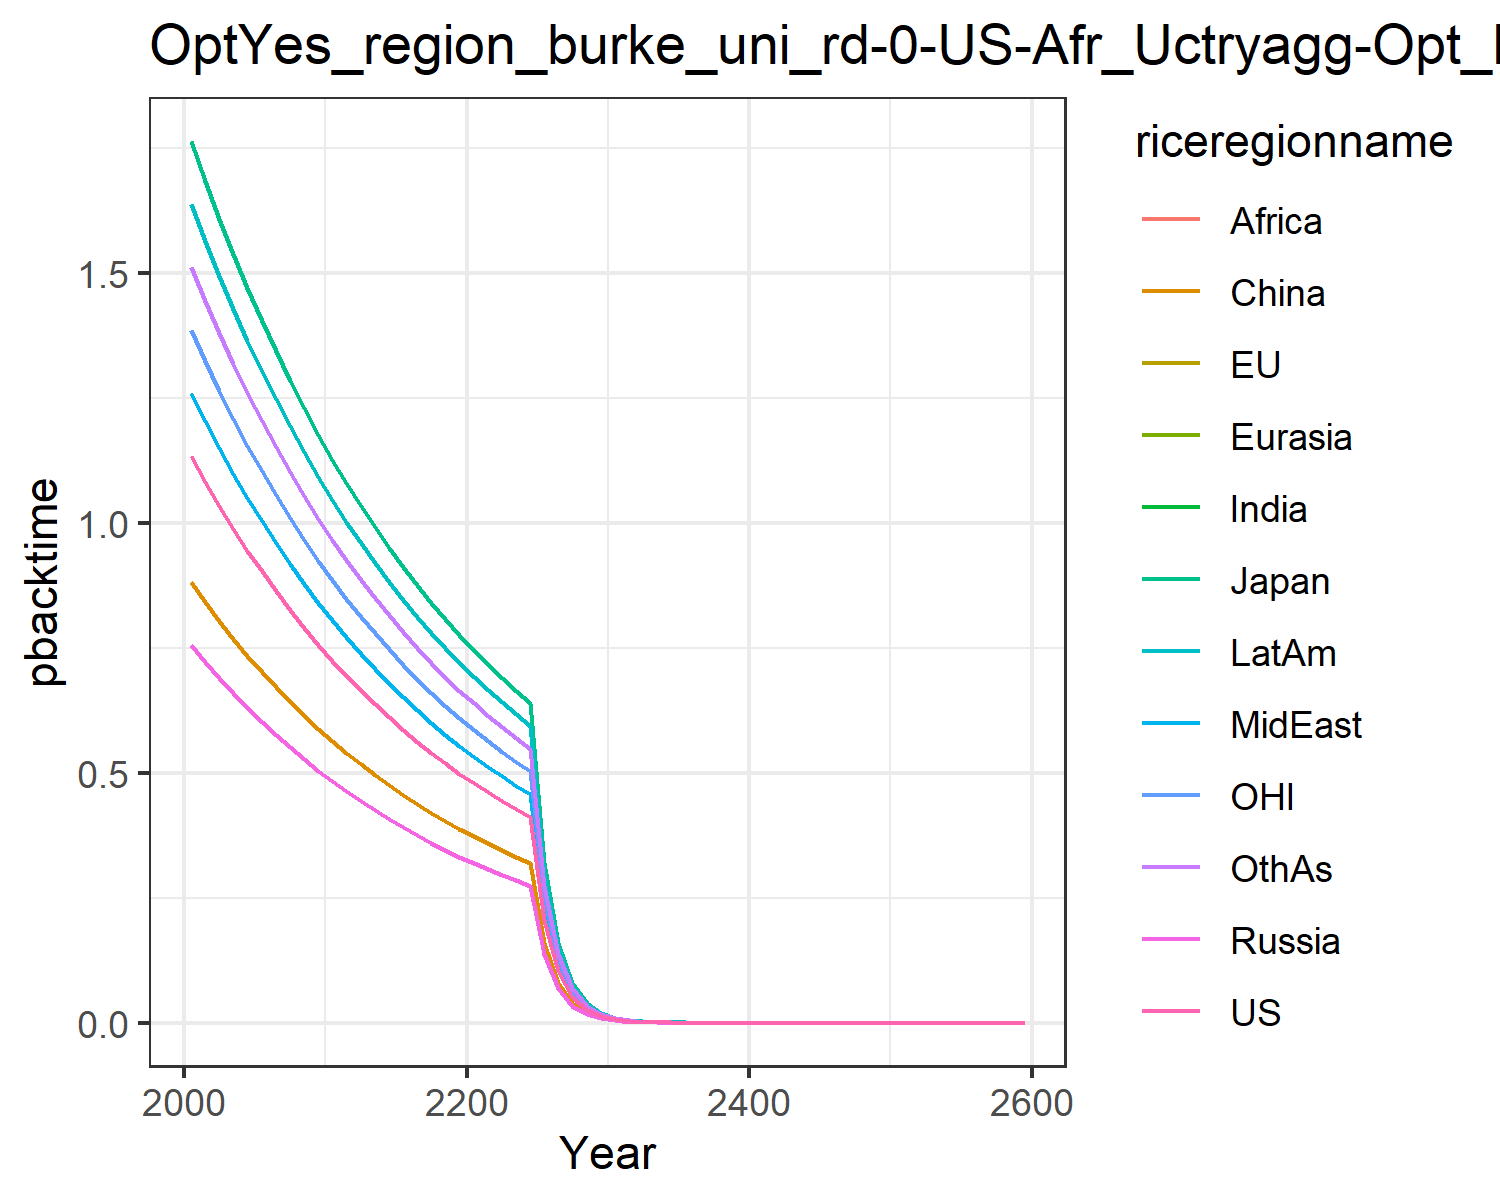 OptYes_region_burke_uni_rd-0-US-Afr_Uctryagg-Opt_
riceregionname
Africa
China
EU
Eurasia
India
Japan
LatAm
MidEast
OHI
OthAs
Russia
US
pbacktime
1.5
1.0
0.5
0.0
2000
2200
2400
2600
Year